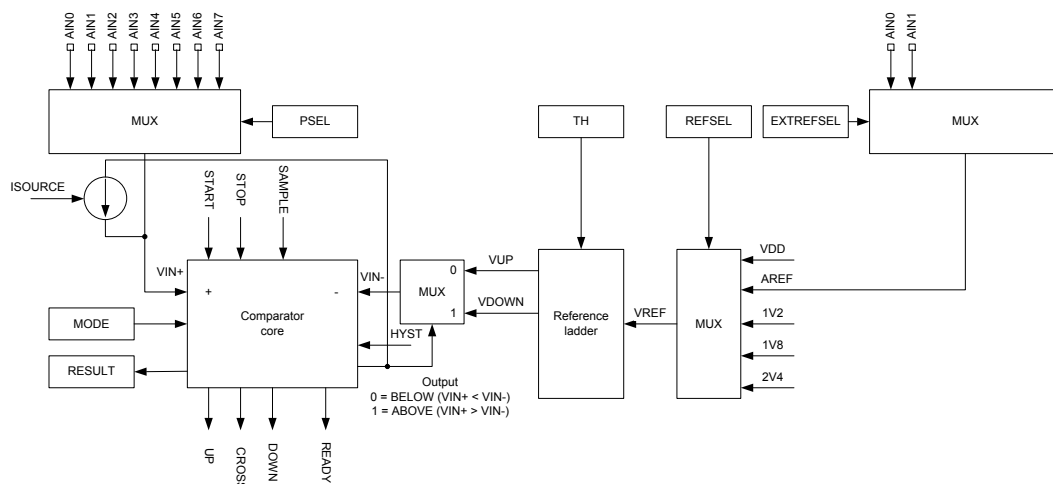 AIN0
AIN1
AIN2
AIN3
AIN4
AIN5
AIN6
AIN7
AIN0
AIN1
MUX
PSEL
TH
REFSEL
EXTREFSEL
MUX
ISOURCE
START
STOP
SAMPLE
VIN+
+
VIN-
-
Comparator
core
MODE
RESULT
HYST
MUX
0
1
VUP
VDOWN
Reference
ladder
VREF
MUX
VDD
AREF
1V2
1V8
2V4
Output
0 = BELOW (VIN+ < VIN-)
1 = ABOVE (VIN+ > VIN-)
UP
CROSS
DOWN
READY